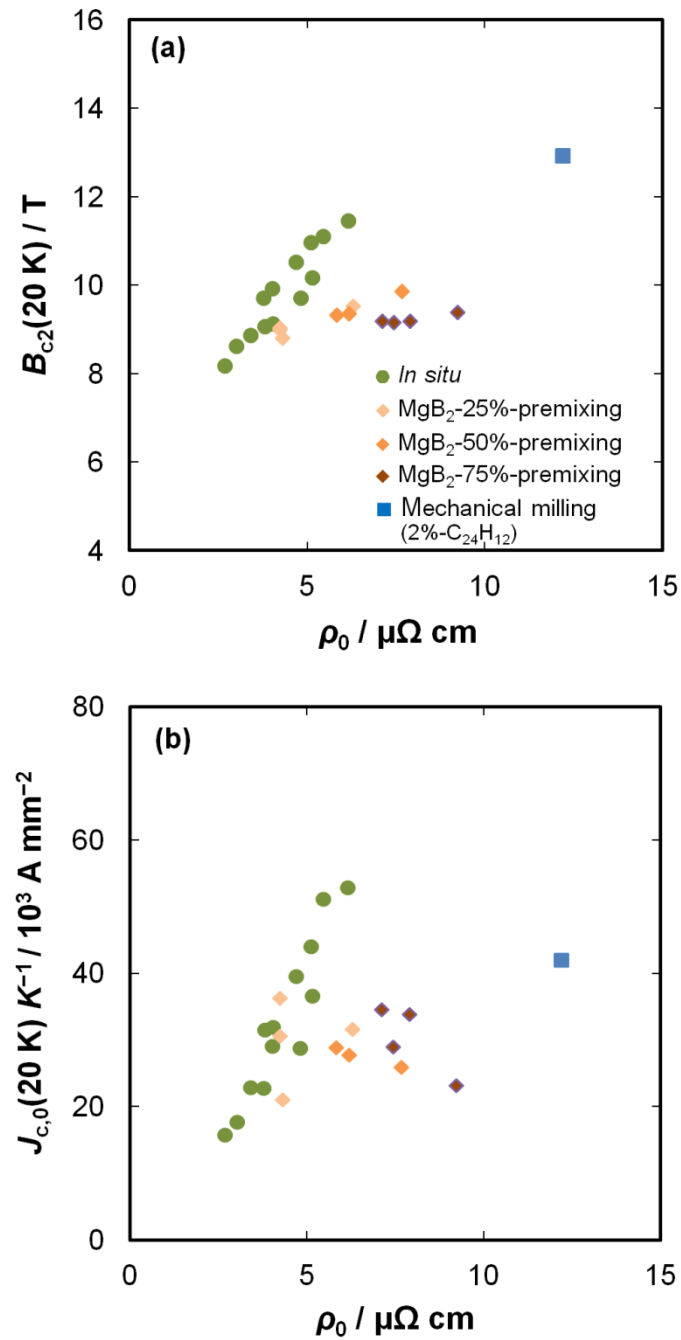 (a)
16
14
12
10
8
6
4
B_c2(20 K) / T
In situ
MgB₂-25%-premixing
MgB₂-50%-premixing
MgB₂-75%-premixing
Mechanical milling
(2%-C₂₄H₁₂)
0 5 10 15
ρ₀ / μΩ cm
(b)
80
60
40
20
0
J_c,0(20 K) K⁻¹ / 10³ A mm⁻²
0 5 10 15
ρ₀ / μΩ cm